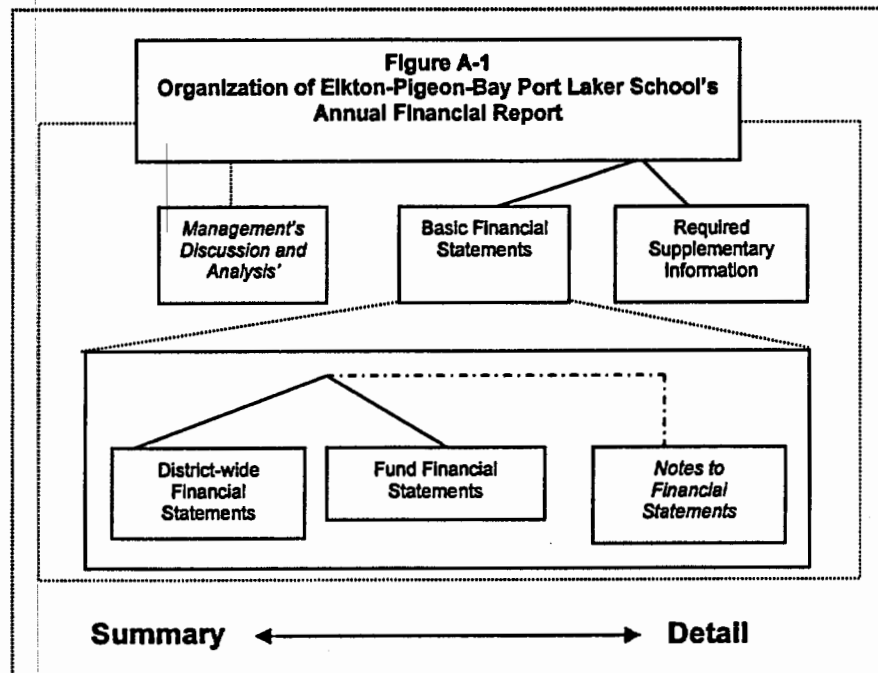 Figure A-1
Organization of Elkton-Pigeon-Bay Port Laker School's
Annual Financial Report
Management's
Discussion and
Analysis'
Basic Financial
Statements
Required
Supplementary
Information
District-wide
Financial
Statements
Fund Financial
Statements
Notes to
Financial
Statements
Summary
Detail